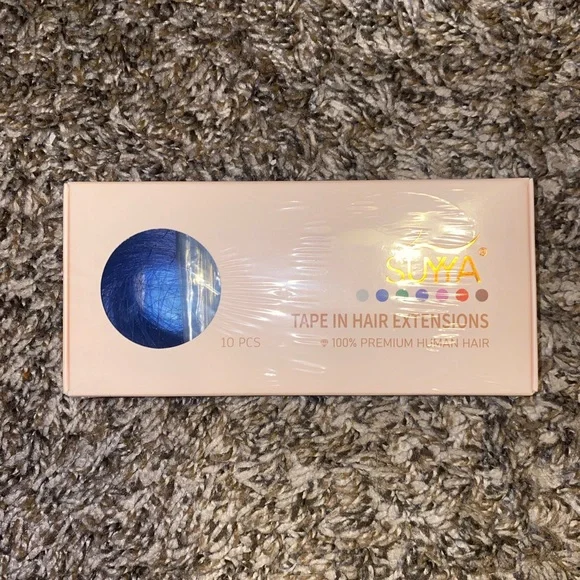 SUYYA®
TAPE IN HAIR EXTENSIONS
10 PCS
100% PREMIUM HUMAN HAIR